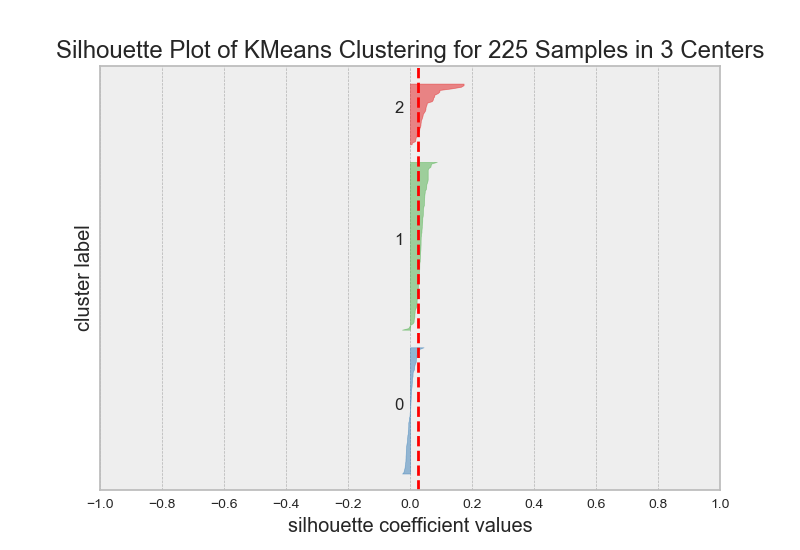 Silhouette Plot of KMeans Clustering for 225 Samples in 3 Centers
2
1
0
cluster label
−1.0 −0.8 −0.6 −0.4 −0.2 0.0 0.2 0.4 0.6 0.8 1.0
silhouette coefficient values